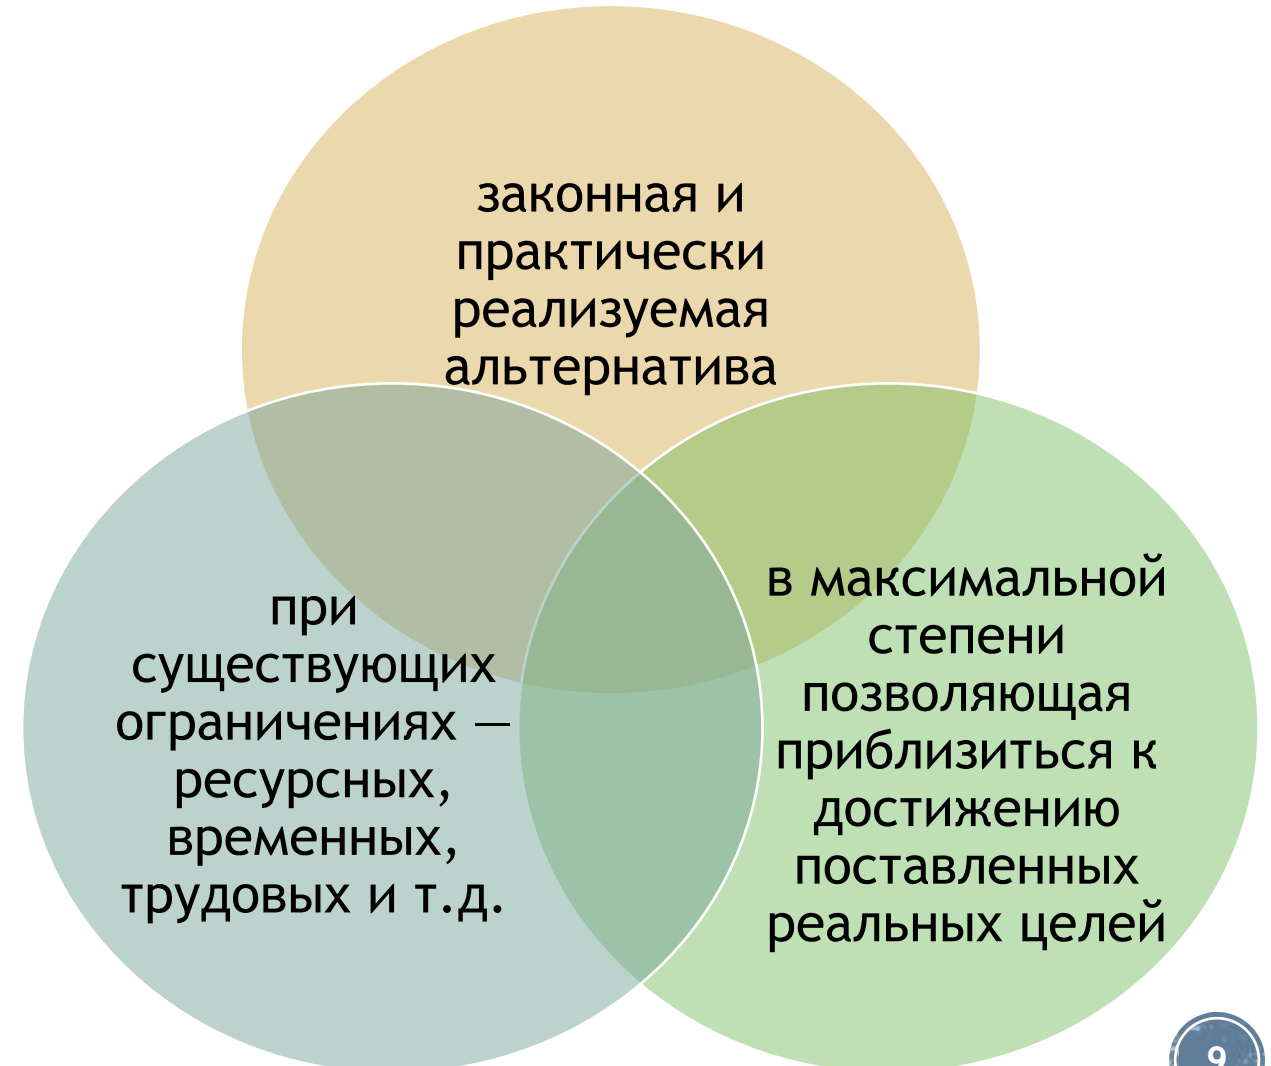 законная и
практически
реализуемая
альтернатива
при
существующих
ограничениях —
ресурсных,
временных,
трудовых и т.д.
в максимальной
степени
позволяющая
приблизиться к
достижению
поставленных
реальных целей
9